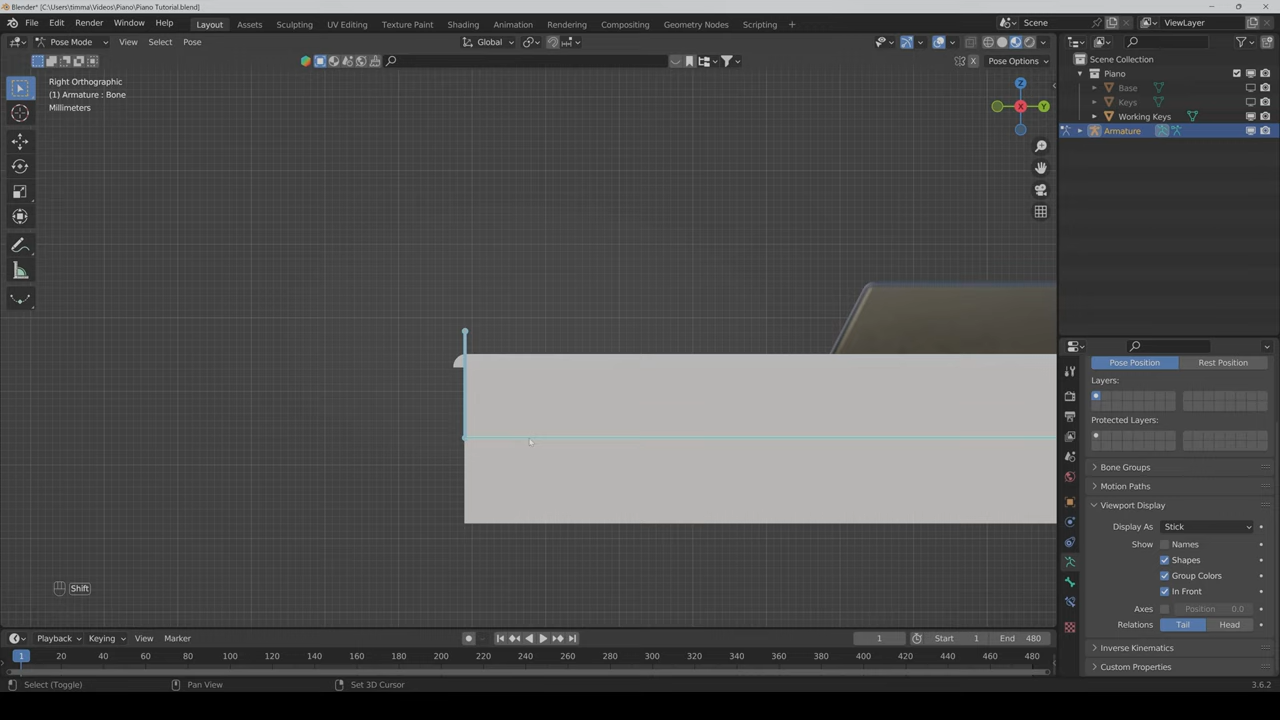 Blender* [C:\Users\timma\Videos\Piano\Piano Tutorial.blend]
File Edit Render Window Help Layout Assets Sculpting UV Editing Texture Paint Shading Animation Rendering Compositing Geometry Nodes Scripting + Scene ViewLayer
Pose Mode View Select Pose Global
Pose Options
X
Right Orthographic
(1) Armature : Bone
Millimeters
Z
X
Y
Scene Collection
Piano
Base
Keys
Working Keys
Armature
Pose Position Rest Position
Layers:
Protected Layers:
Bone Groups
Motion Paths
Viewport Display
Display As Stick
Show Names
Shapes
Group Colors
In Front
Axes Position 0.0
Relations Tail Head
Inverse Kinematics
Custom Properties
Shift
Playback Keying View Marker 1 Start 1 End 480
1 20 40 60 80 100 120 140 160 180 200 220 240 260 280 300 320 340 360 380 400 420 440 460 480
Select (Toggle) Pan View Set 3D Cursor 3.6.2